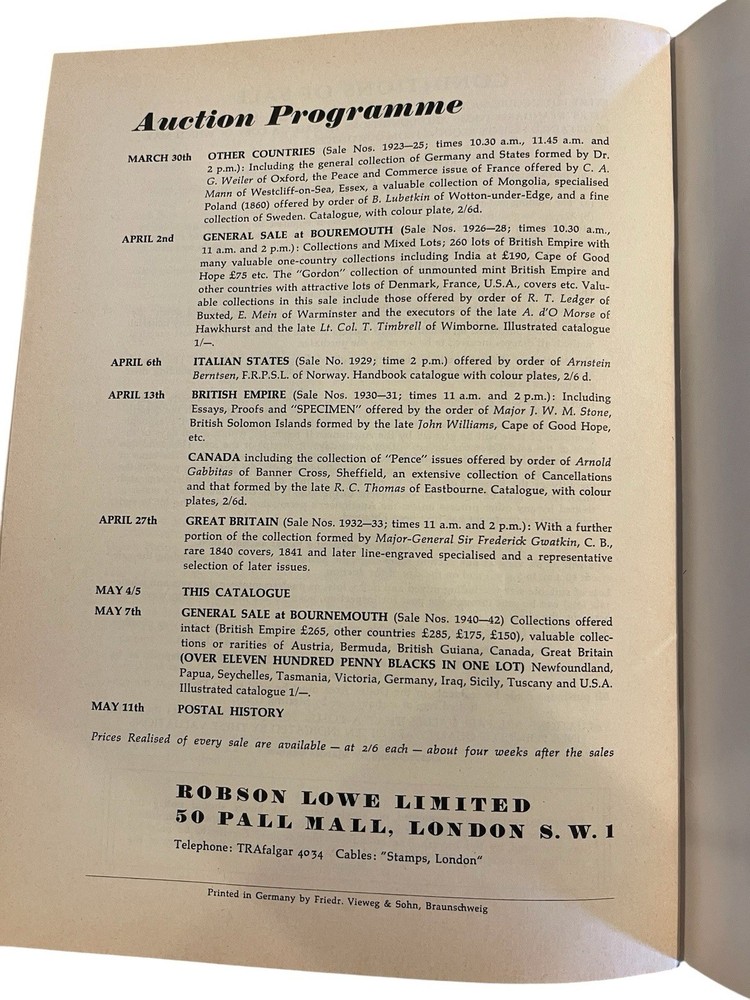 Auction Programme
MARCH 30th OTHER COUNTRIES (Sale Nos. 1923—25; times 10.30 a.m., 11.45 a.m. and
2 p.m.): Including the general collection of Germany and States formed by Dr.
G. Weiler of Oxford, the Peace and Commerce issue of France offered by C. A.
Mann of Westcliff-on-Sea, Essex, a valuable collection of Mongolia, specialised
Poland (1860) offered by order of B. Lubetkin of Wotton-under-Edge, and a fine
collection of Sweden. Catalogue, with colour plate, 2/6d.
APRIL 2nd GENERAL SALE at BOUREMOUTH (Sale Nos. 1926—28; times 10.30 a.m.,
11 a.m. and 2 p.m.): Collections and Mixed Lots; 260 lots of British Empire with
many valuable one-country collections including India at £190, Cape of Good
Hope £75 etc. The "Gordon" collection of unmounted mint British Empire and
other countries with attractive lots of Denmark, France, U.S.A., covers etc. Valu-
able collections in this sale include those offered by order of R. T. Ledger of
Buxted, E. Mein of Warminster and the executors of the late A. d'O Morse of
Hawkhurst and the late Lt. Col. T. Timbrell of Wimborne. Illustrated catalogue
1/—.
APRIL 6th ITALIAN STATES (Sale No. 1929; time 2 p.m.) offered by order of Arnstein
Berntsen, F.R.P.S.L. of Norway. Handbook catalogue with colour plates, 2/6 d.
APRIL 13th BRITISH EMPIRE (Sale Nos. 1930—31; times 11 a.m. and 2 p.m.): Including
Essays, Proofs and "SPECIMEN" offered by the order of Major J. W. M. Stone,
British Solomon Islands formed by the late John Williams, Cape of Good Hope,
etc.
CANADA including the collection of "Pence" issues offered by order of Arnold
Gabbitas of Banner Cross, Sheffield, an extensive collection of Cancellations
and that formed by the late R. C. Thomas of Eastbourne. Catalogue, with colour
plates, 2/6d.
APRIL 27th GREAT BRITAIN (Sale Nos. 1932—33; times 11 a.m. and 2 p.m.): With a further
portion of the collection formed by Major-General Sir Frederick Gwatkin, C. B.,
rare 1840 covers, 1841 and later line-engraved specialised and a representative
selection of later issues.
MAY 4/5 THIS CATALOGUE
MAY 7th GENERAL SALE at BOURNEMOUTH (Sale Nos. 1940—42) Collections offered
intact (British Empire £265, other countries £285, £175, £150), valuable collec-
tions or rarities of Austria, Bermuda, British Guiana, Canada, Great Britain
(OVER ELEVEN HUNDRED PENNY BLACKS IN ONE LOT) Newfoundland,
Papua, Seychelles, Tasmania, Victoria, Germany, Iraq, Sicily, Tuscany and U.S.A.
Illustrated catalogue 1/—.
MAY 11th POSTAL HISTORY
Prices Realised of every sale are available — at 2/6 each — about four weeks after the sales
ROBSON LOWE LIMITED
50 PALL MALL, LONDON S. W. 1
Telephone: TRAfalgar 4034 Cables: "Stamps, London"
Printed in Germany by Friedr. Vieweg & Sohn, Braunschweig